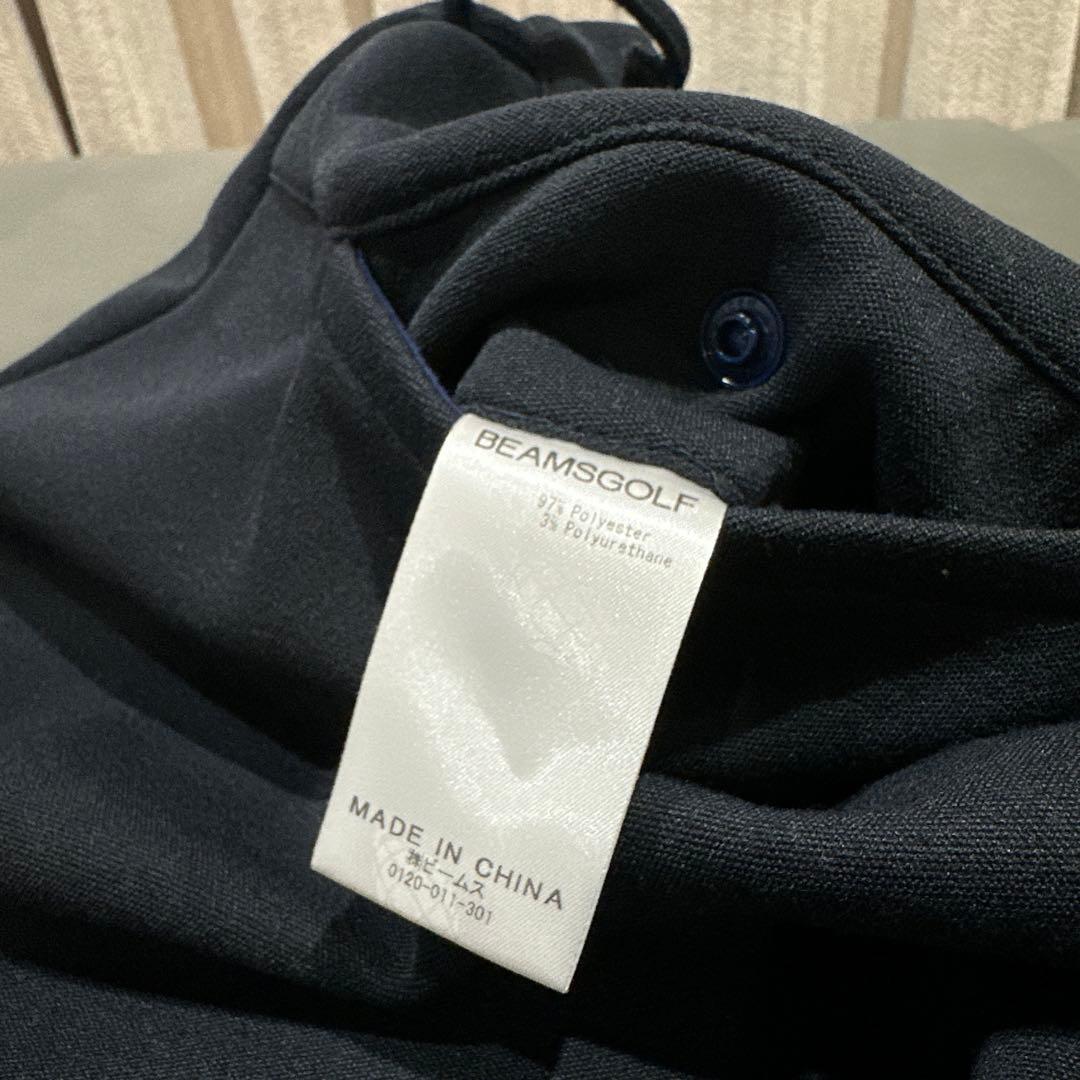 BEAMSGOLF
97% Polyester
3% Polyurethane
MADE IN CHINA
㈱ビームス
0120-011-301